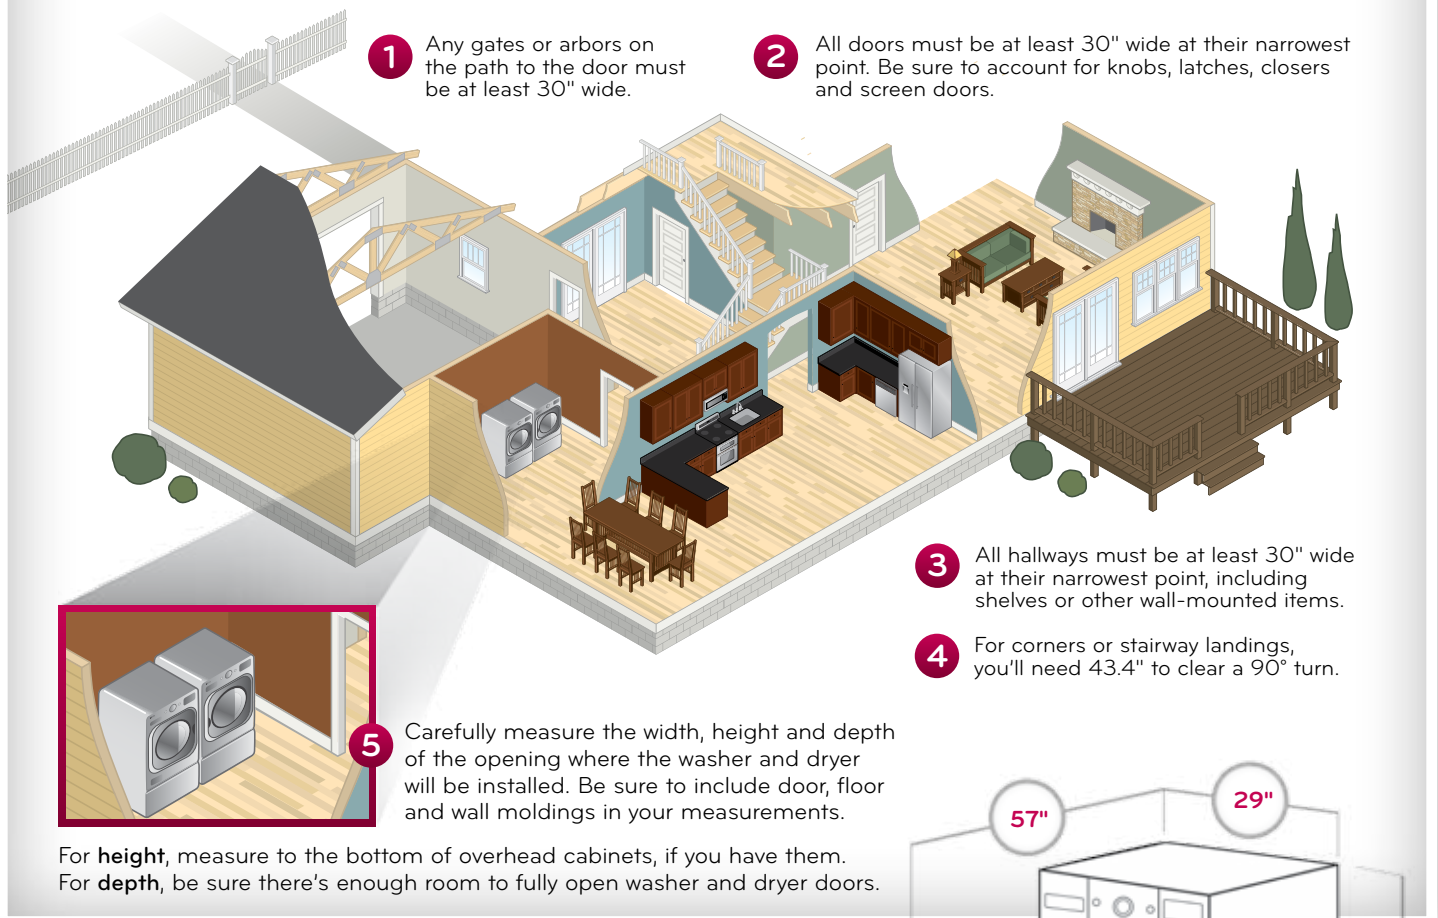 1
Any gates or arbors on
the path to the door must
be at least 30" wide.
2
All doors must be at least 30" wide at their narrowest
point. Be sure to account for knobs, latches, closers
and screen doors.
3
All hallways must be at least 30" wide
at their narrowest point, including
shelves or other wall-mounted items.
4
For corners or stairway landings,
you'll need 43.4" to clear a 90° turn.
5
Carefully measure the width, height and depth
of the opening where the washer and dryer
will be installed. Be sure to include door, floor
and wall moldings in your measurements.
For height, measure to the bottom of overhead cabinets, if you have them.
For depth, be sure there's enough room to fully open washer and dryer doors.
57"
29"